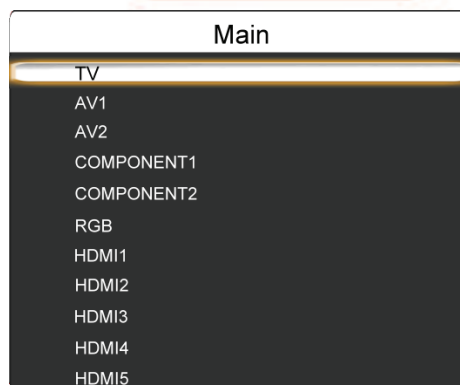 Main
TV
AV1
AV2
COMPONENT1
COMPONENT2
RGB
HDMI1
HDMI2
HDMI3
HDMI4
HDMI5